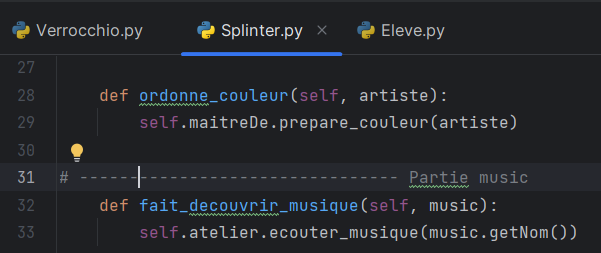 Verrocchio.py Splinter.py Eleve.py
27
28 def ordonne_couleur(self, artiste):
29 self.maitreDe.prepare_couleur(artiste)
30
31 # -------------------------------- Partie music
32 def fait_decouvrir_musique(self, music):
33 self.atelier.ecouter_musique(music.getNom())